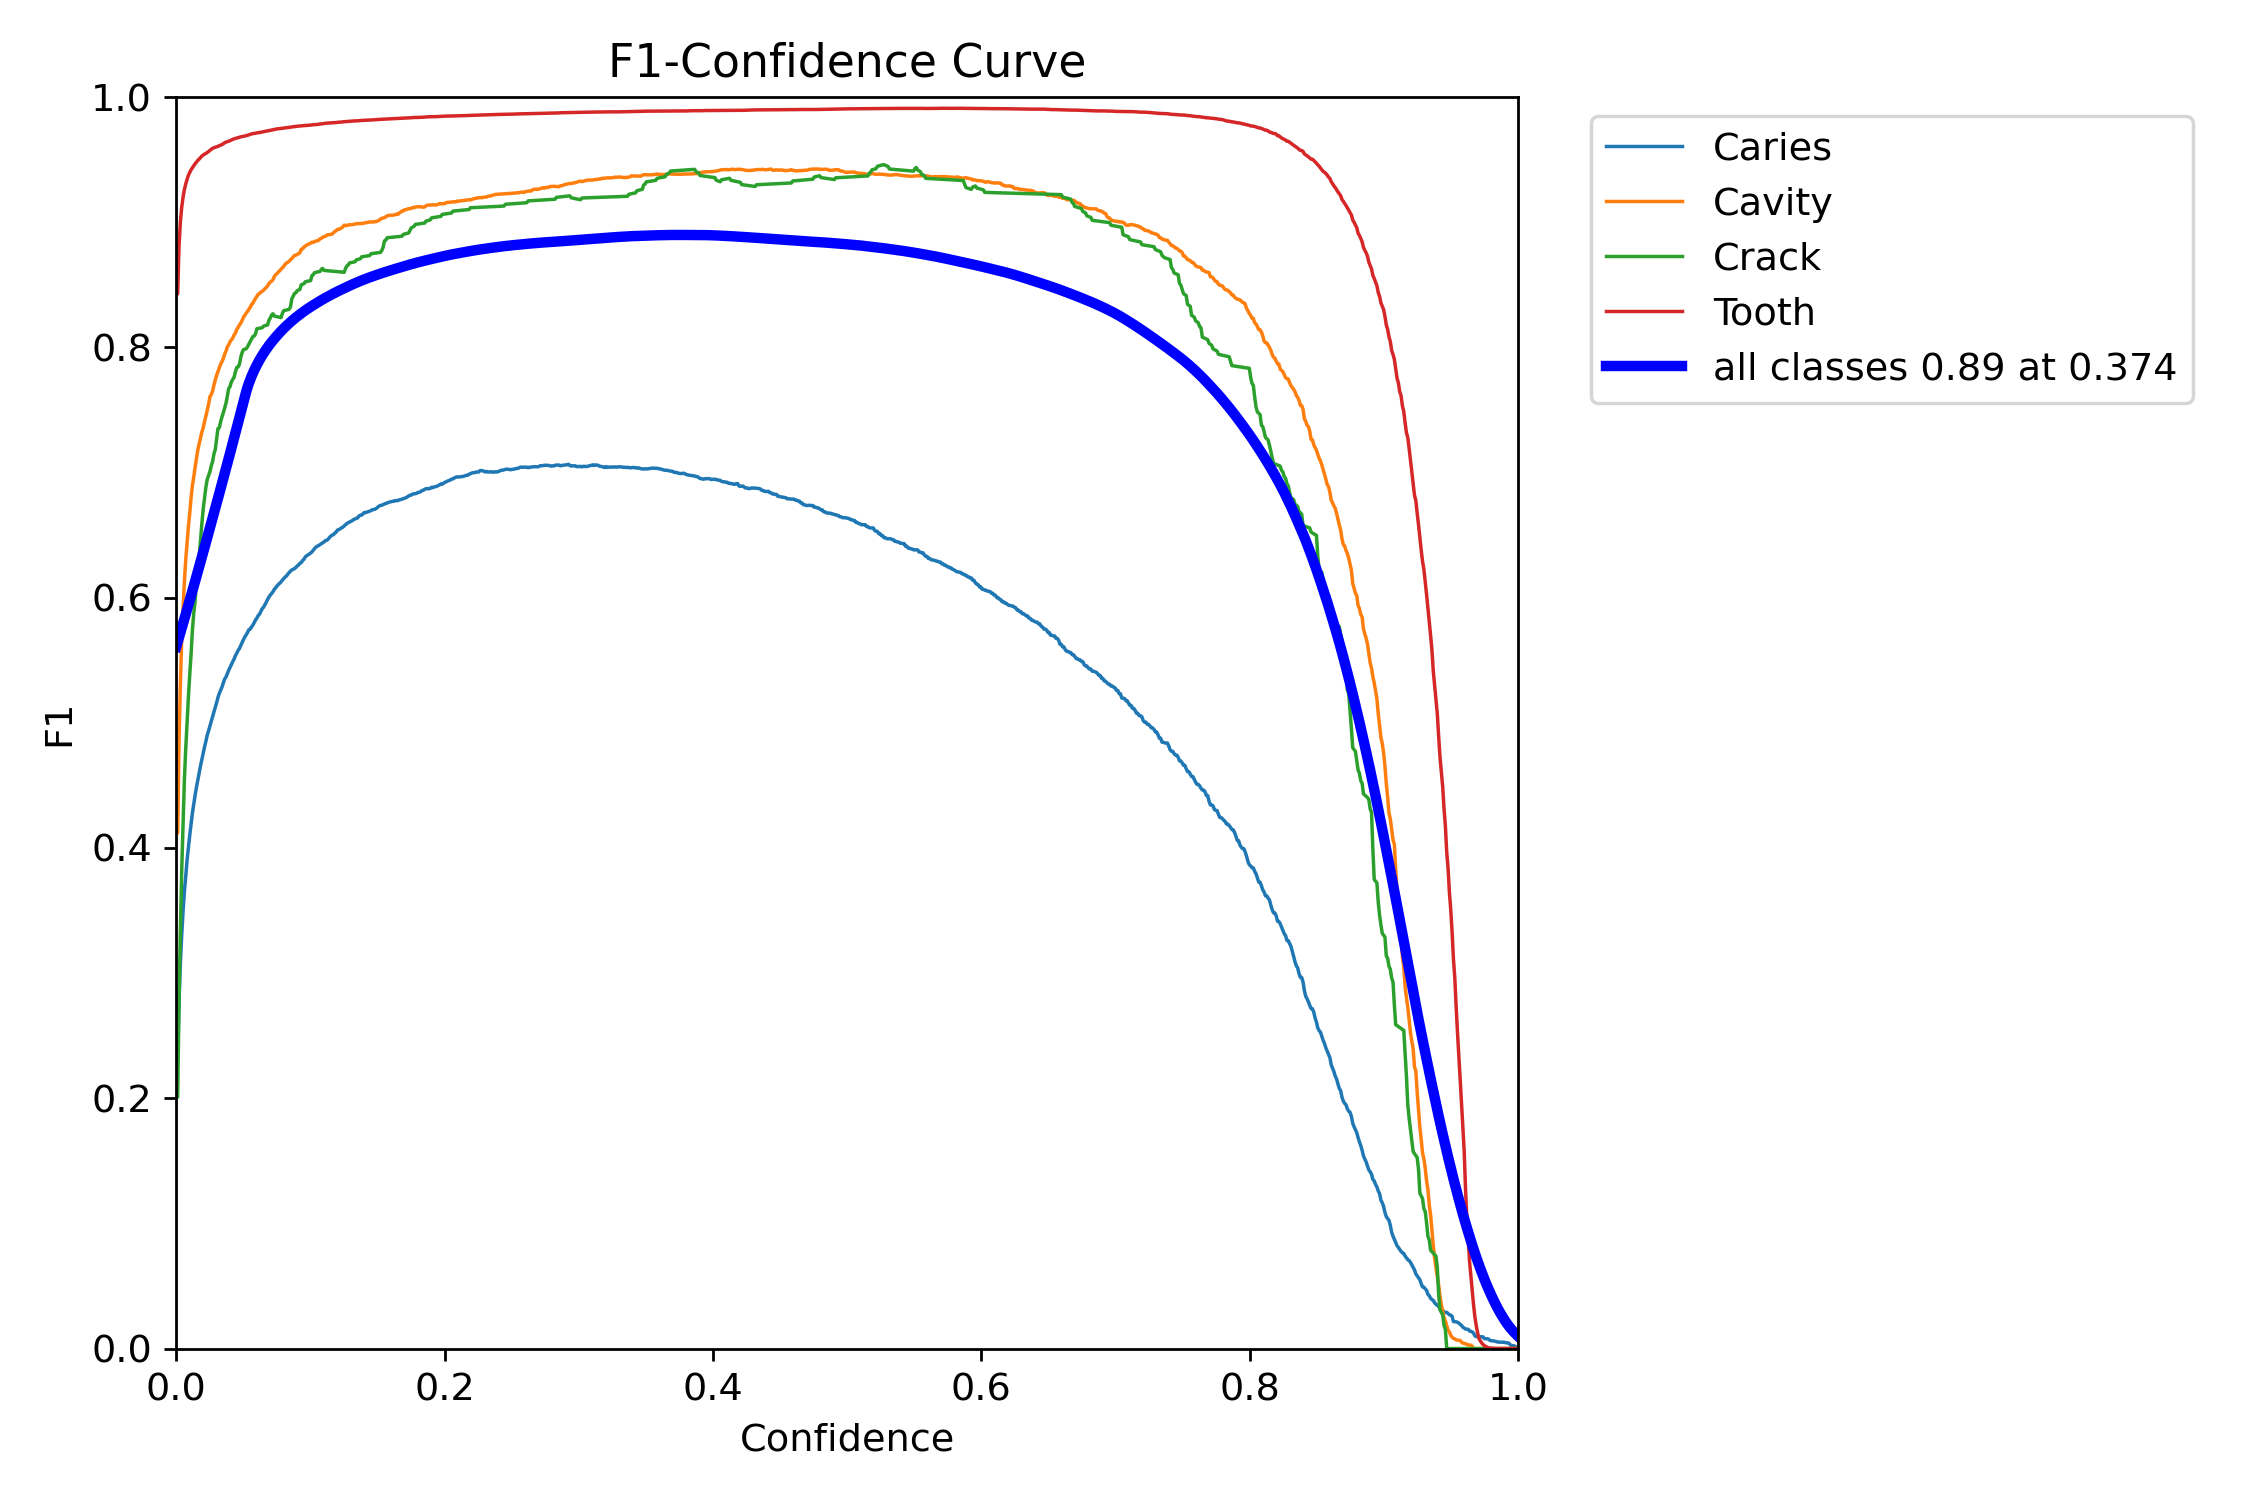 F1-Confidence Curve
1.0
0.8
0.6
0.4
0.2
0.0
F1
0.0 0.2 0.4 0.6 0.8 1.0
Confidence
Caries
Cavity
Crack
Tooth
all classes 0.89 at 0.374